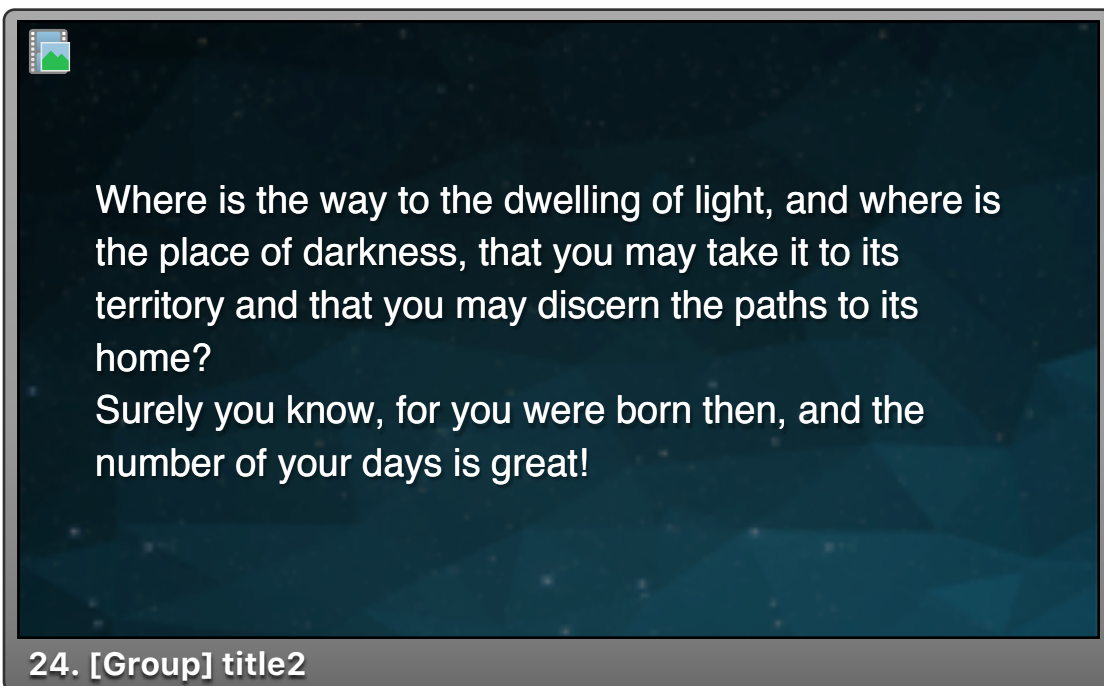 Where is the way to the dwelling of light, and where is
the place of darkness, that you may take it to its
territory and that you may discern the paths to its
home?
Surely you know, for you were born then, and the
number of your days is great!
24. [Group] title2